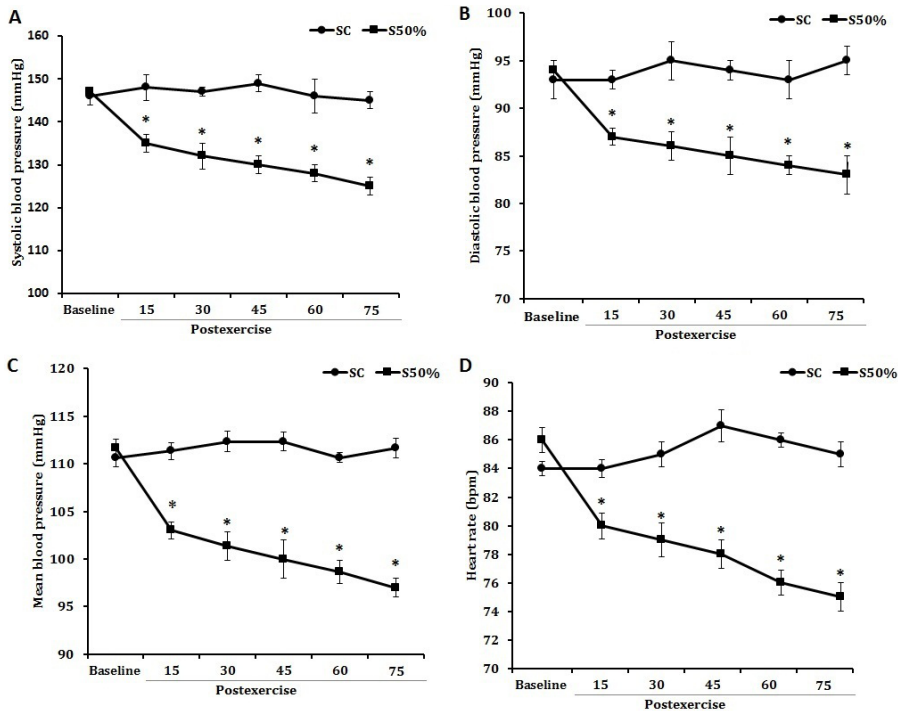 A
SC S50%
Systolic blood pressure (mmHg)
160
150
140
130
120
110
100
Baseline 15 30 45 60 75
Postexercise
* * * * *
B
SC S50%
Diastolic blood pressure (mmHg)
100
95
90
85
80
75
70
Baseline 15 30 45 60 75
Postexercise
* * * * *
C
SC S50%
Mean blood pressure (mmHg)
120
115
110
105
100
95
90
Baseline 15 30 45 60 75
Postexercise
* * * * *
D
SC S50%
Heart rate (bpm)
90
88
86
84
82
80
78
76
74
72
70
Baseline 15 30 45 60 75
Postexercise
* * * * *